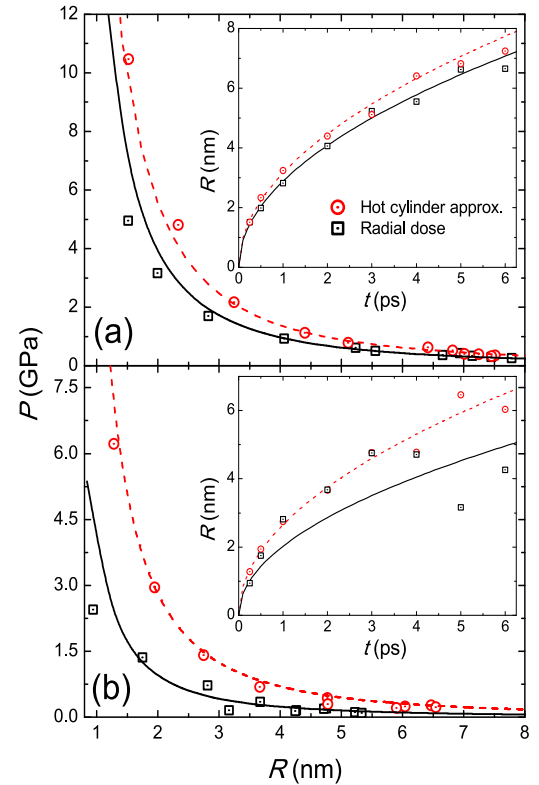 12
10
8
6
4
2
0
(a)
8
6
4
2
0
R (nm)
0 1 2 3 4 5 6
t (ps)
Hot cylinder approx.
Radial dose
P (GPa)
7.5
6.0
4.5
3.0
1.5
0.0
(b)
6
4
2
0
R (nm)
0 1 2 3 4 5 6
t (ps)
1 2 3 4 5 6 7 8
R (nm)